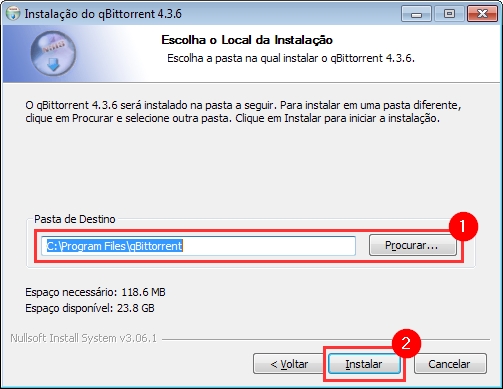 Instalação do qBittorrent 4.3.6
Escolha o Local da Instalação
Escolha a pasta na qual instalar o qBittorrent 4.3.6.
O qBittorrent 4.3.6 será instalado na pasta a seguir. Para instalar em uma pasta diferente,
clique em Procurar e selecione outra pasta. Clique em Instalar para iniciar a instalação.
Pasta de Destino
1
C:\Program Files\qBittorrent
Procurar...
Espaço necessário: 118.6 MB
Espaço disponível: 23.8 GB
Nullsoft Install System v3.06.1
2
< Voltar
Instalar
Cancelar